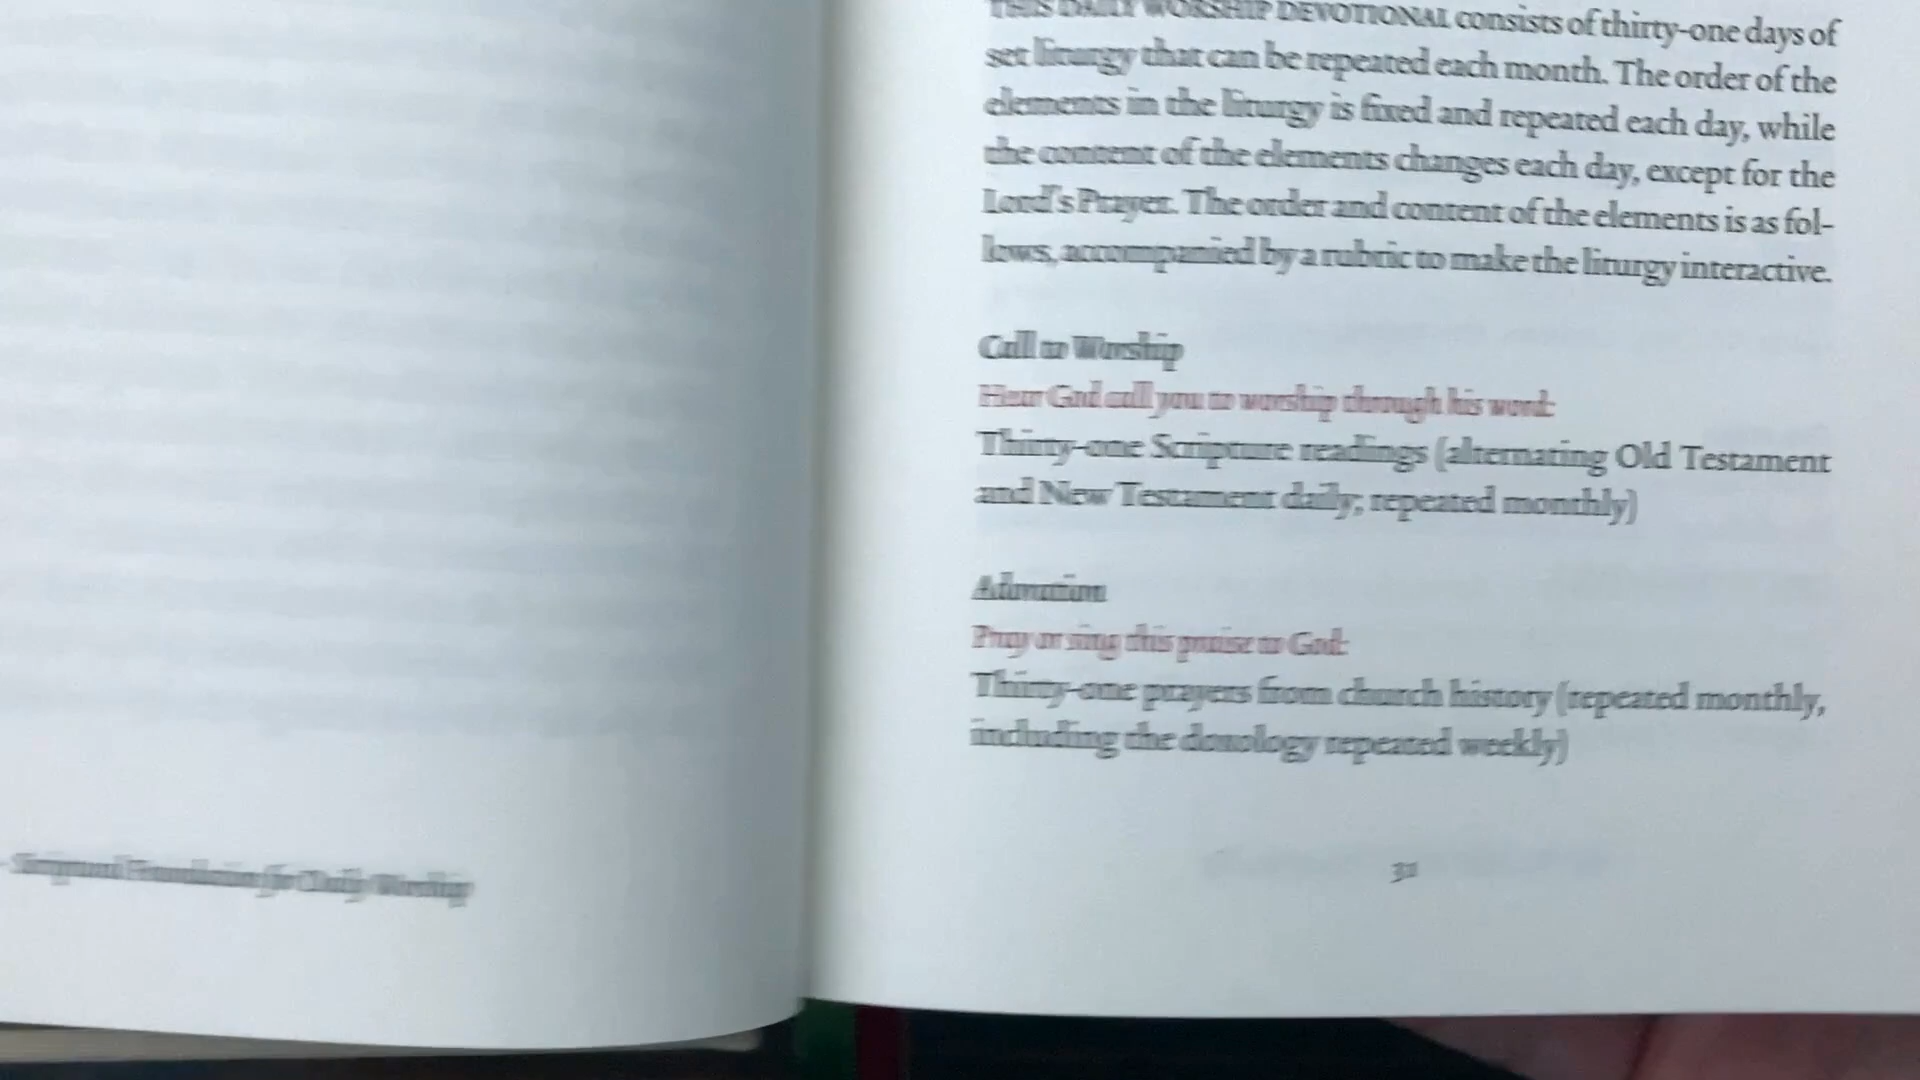 Scriptural Foundation for Daily Worship
THIS DAILY WORSHIP DEVOTIONAL consists of thirty-one days of
set liturgy that can be repeated each month. The order of the
elements in the liturgy is fixed and repeated each day, while
the content of the elements changes each day, except for the
Lord's Prayer. The order and content of the elements is as fol-
lows, accompanied by a rubric to make the liturgy interactive.
Call to Worship
Hear God call you to worship through his word:
Thirty-one Scripture readings (alternating Old Testament
and New Testament daily; repeated monthly)
Adoration
Pray or sing this praise to God:
Thirty-one prayers from church history (repeated monthly,
including the doxology repeated weekly)